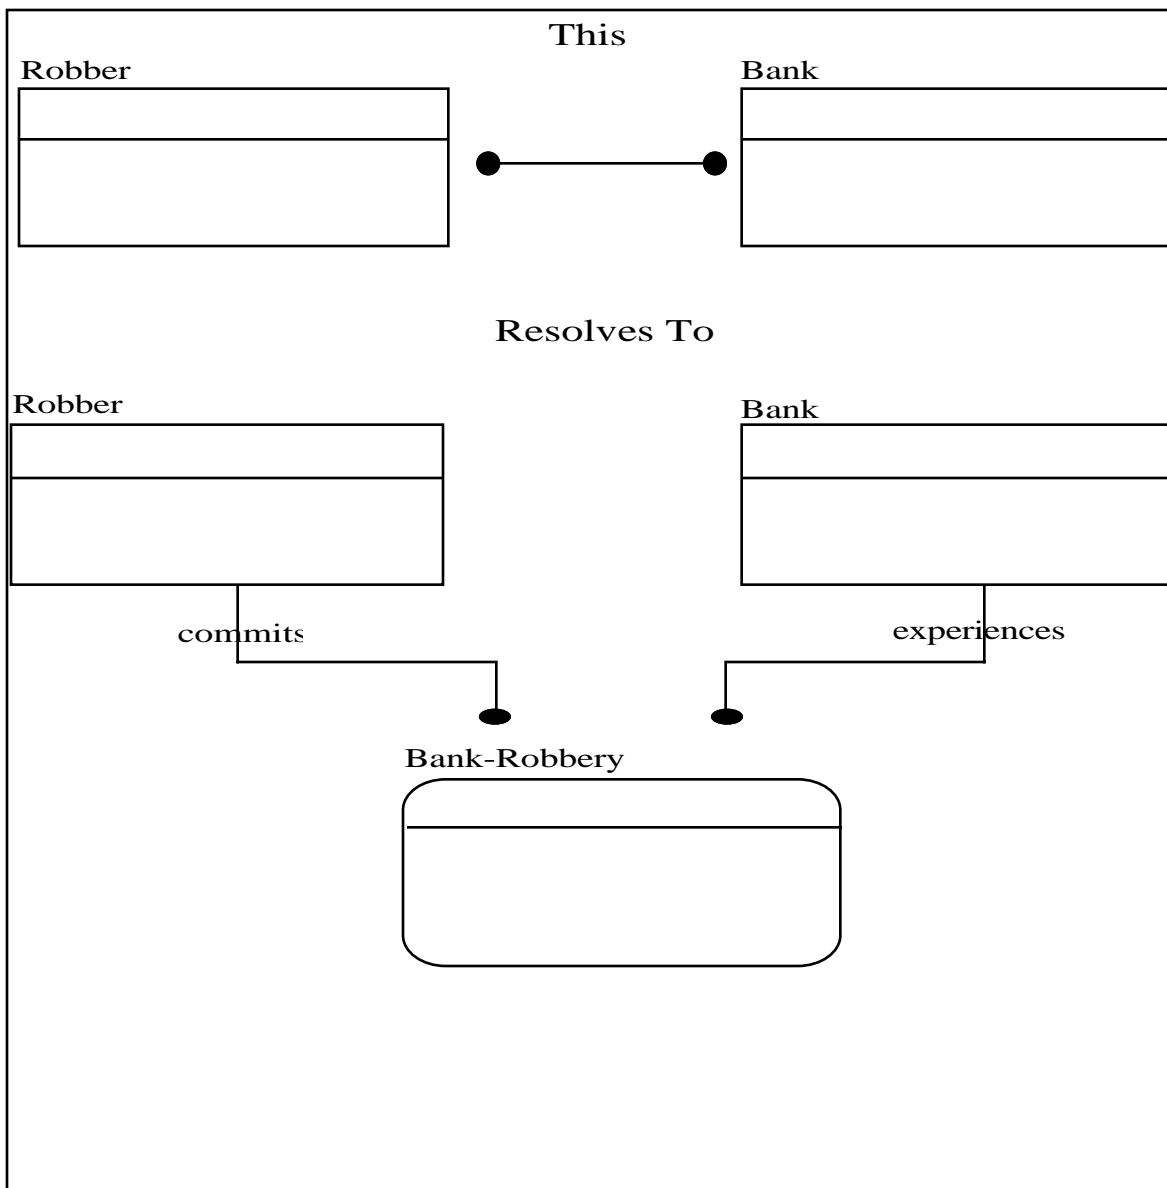 This
Robber
Bank
Resolves To
Robber
Bank
commits
experiences
Bank-Robbery